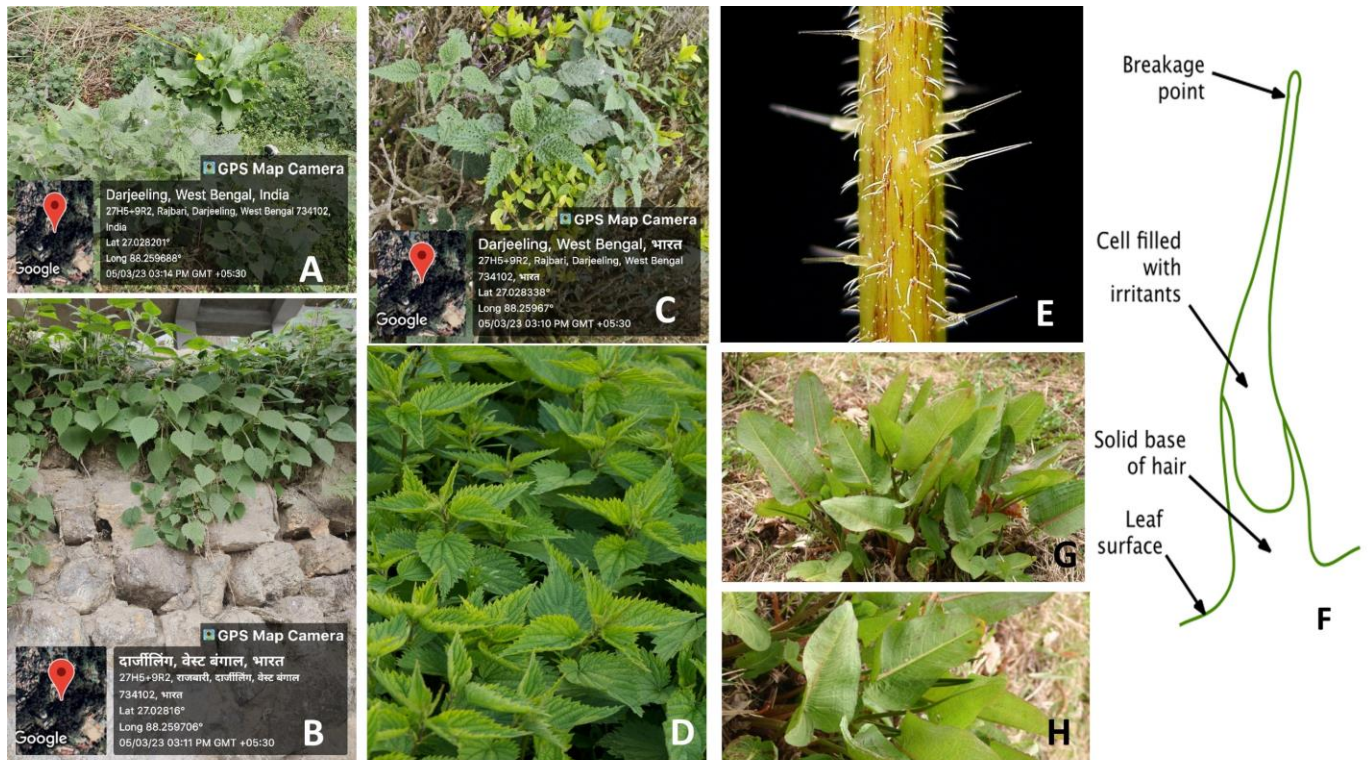 GPS Map Camera
Darjeeling, West Bengal, India
27H5+9R2, Rajbari, Darjeeling, West Bengal 734102,
India
Lat 27.028201°
Long 88.259688°
05/03/23 03:14 PM GMT +05:30
Google
A
GPS Map Camera
दार्जीलिंग, वेस्ट बंगाल, भारत
27H5+9R2, राजबारी, दार्जीलिंग, वेस्ट बंगाल
734102, भारत
Lat 27.02816°
Long 88.259706°
05/03/23 03:11 PM GMT +05:30
Google
B
GPS Map Camera
Darjeeling, West Bengal, भारत
27H5+9R2, Rajbari, Darjeeling, West Bengal
734102, भारत
Lat 27.028338°
Long 88.25967°
05/03/23 03:10 PM GMT +05:30
Google
C
D
E
Breakage
point
Cell filled
with
irritants
Solid base
of hair
Leaf
surface
F
G
H